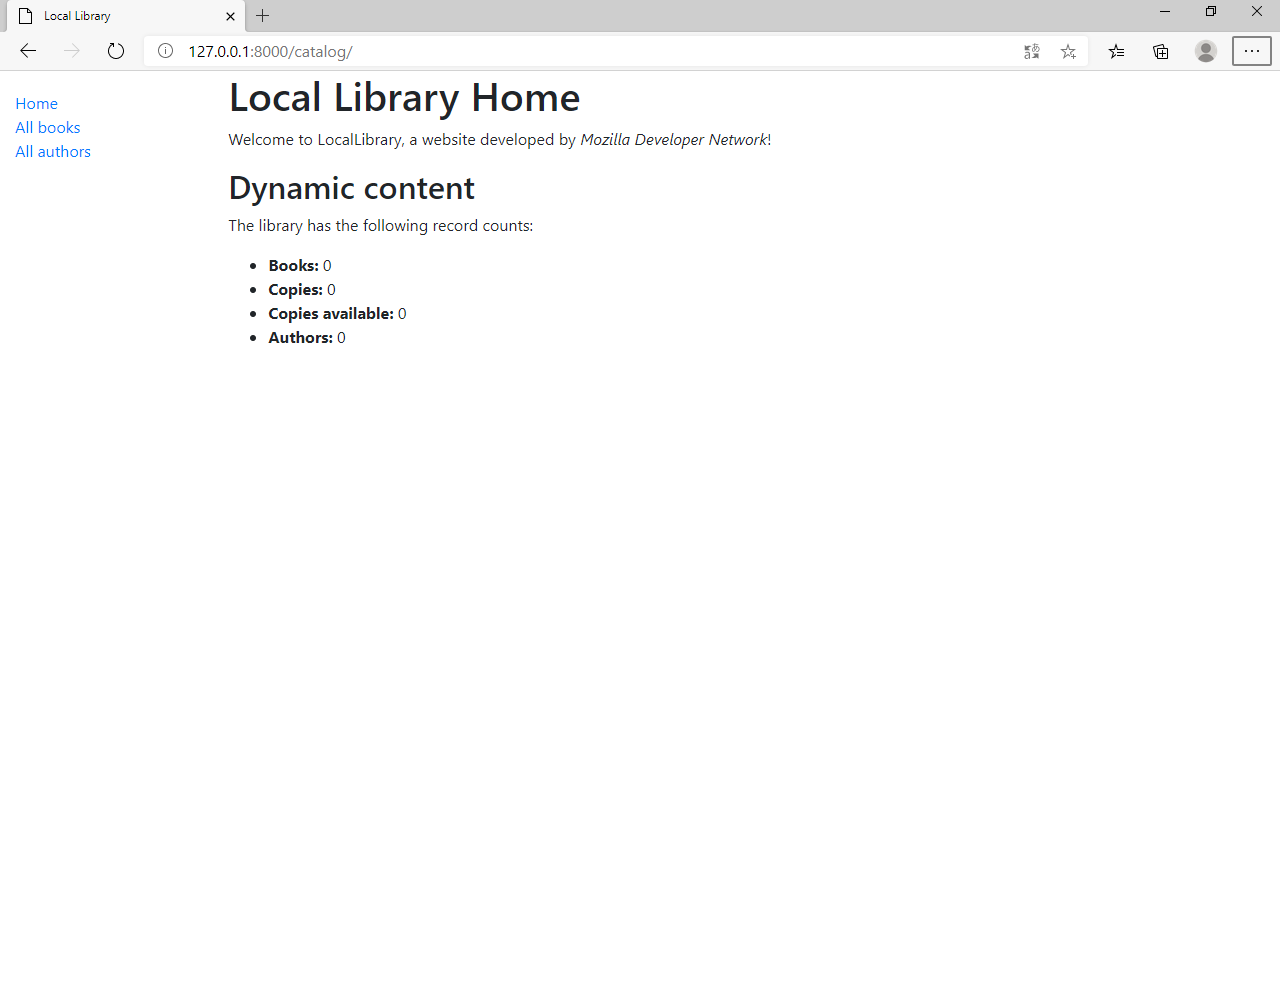 Local Library
127.0.0.1:8000/catalog/
Home
All books
All authors
Local Library Home
Welcome to LocalLibrary, a website developed by Mozilla Developer Network!
Dynamic content
The library has the following record counts:
Books: 0
Copies: 0
Copies available: 0
Authors: 0